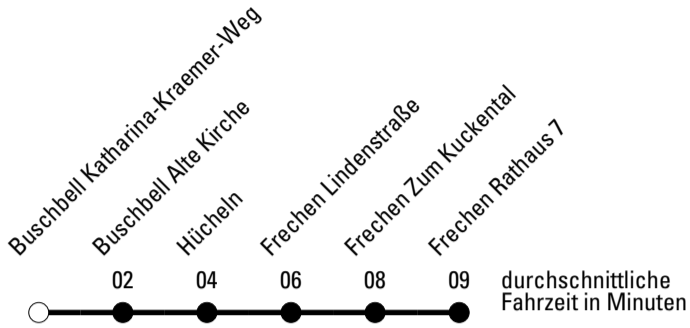 Buschbell Katharina-Kraemer-Weg
Buschbell Alte Kirche
Hücheln
Frechen Lindenstraße
Frechen Zum Kuckental
Frechen Rathaus 7
02 04 06 08 09 durchschnittliche
Fahrzeit in Minuten